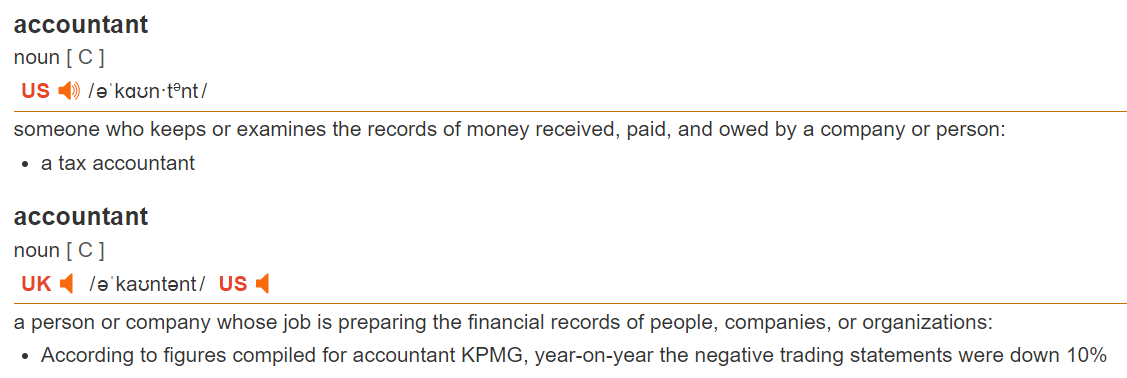 accountant
noun [ C ]
US /əˈkɑʊn·tᵊnt/
someone who keeps or examines the records of money received, paid, and owed by a company or person:
• a tax accountant
accountant
noun [ C ]
UK /əˈkaʊntənt/ US
a person or company whose job is preparing the financial records of people, companies, or organizations:
• According to figures compiled for accountant KPMG, year-on-year the negative trading statements were down 10%